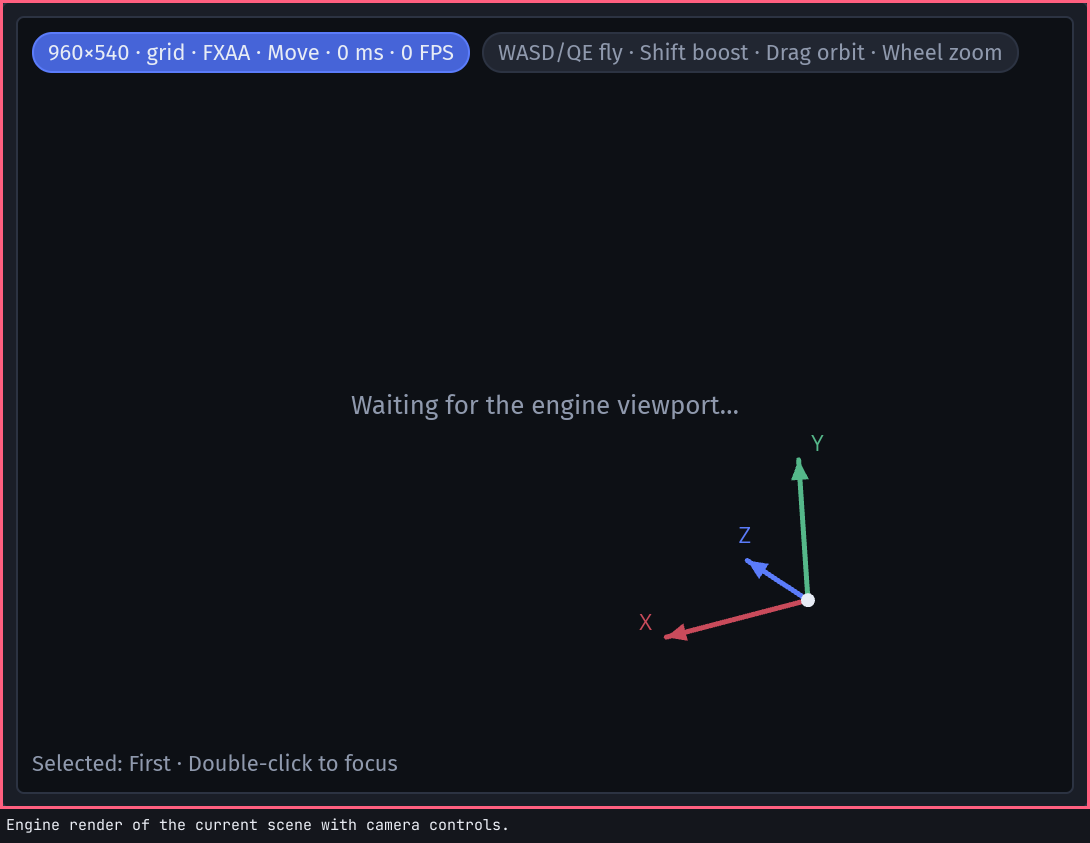 960×540 · grid · FXAA · Move · 0 ms · 0 FPS
WASD/QE fly · Shift boost · Drag orbit · Wheel zoom
Waiting for the engine viewport...
Y
Z
X
Selected: First · Double-click to focus
Engine render of the current scene with camera controls.